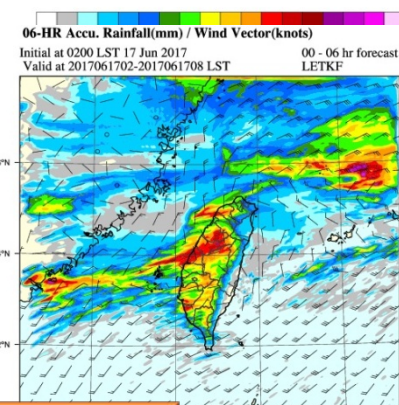 06-HR Accu. Rainfall(mm) / Wind Vector(knots)
Initial at 0200 LST 17 Jun 2017 00 - 06 hr forecast
Valid at 2017061702-2017061708 LST LETKF